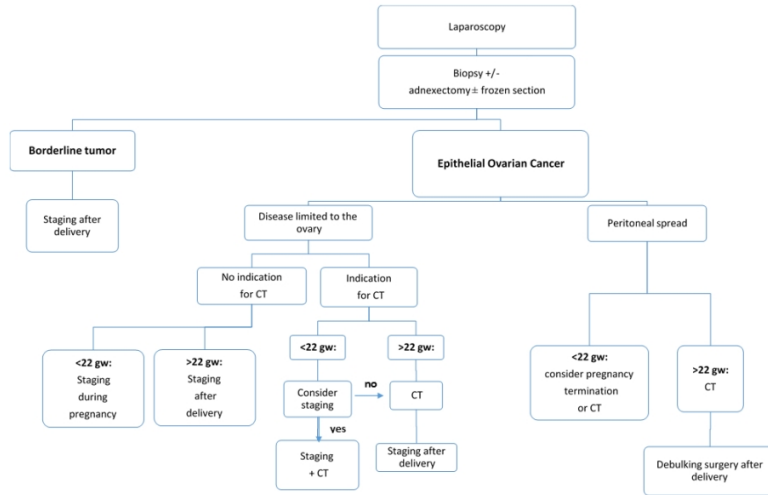 Laparoscopy
Biopsy +/-
adnexectomy± frozen section
Borderline tumor
Epithelial Ovarian Cancer
Staging after
delivery
Disease limited to the
ovary
Peritoneal spread
No indication
for CT
Indication
for CT
<22 gw:
Staging
during
pregnancy
>22 gw:
Staging
after
delivery
<22 gw:
>22 gw:
Consider
staging
no
CT
yes
Staging
+ CT
Staging after
delivery
<22 gw:
consider pregnancy
termination
or CT
>22 gw:
CT
Debulking surgery after
delivery